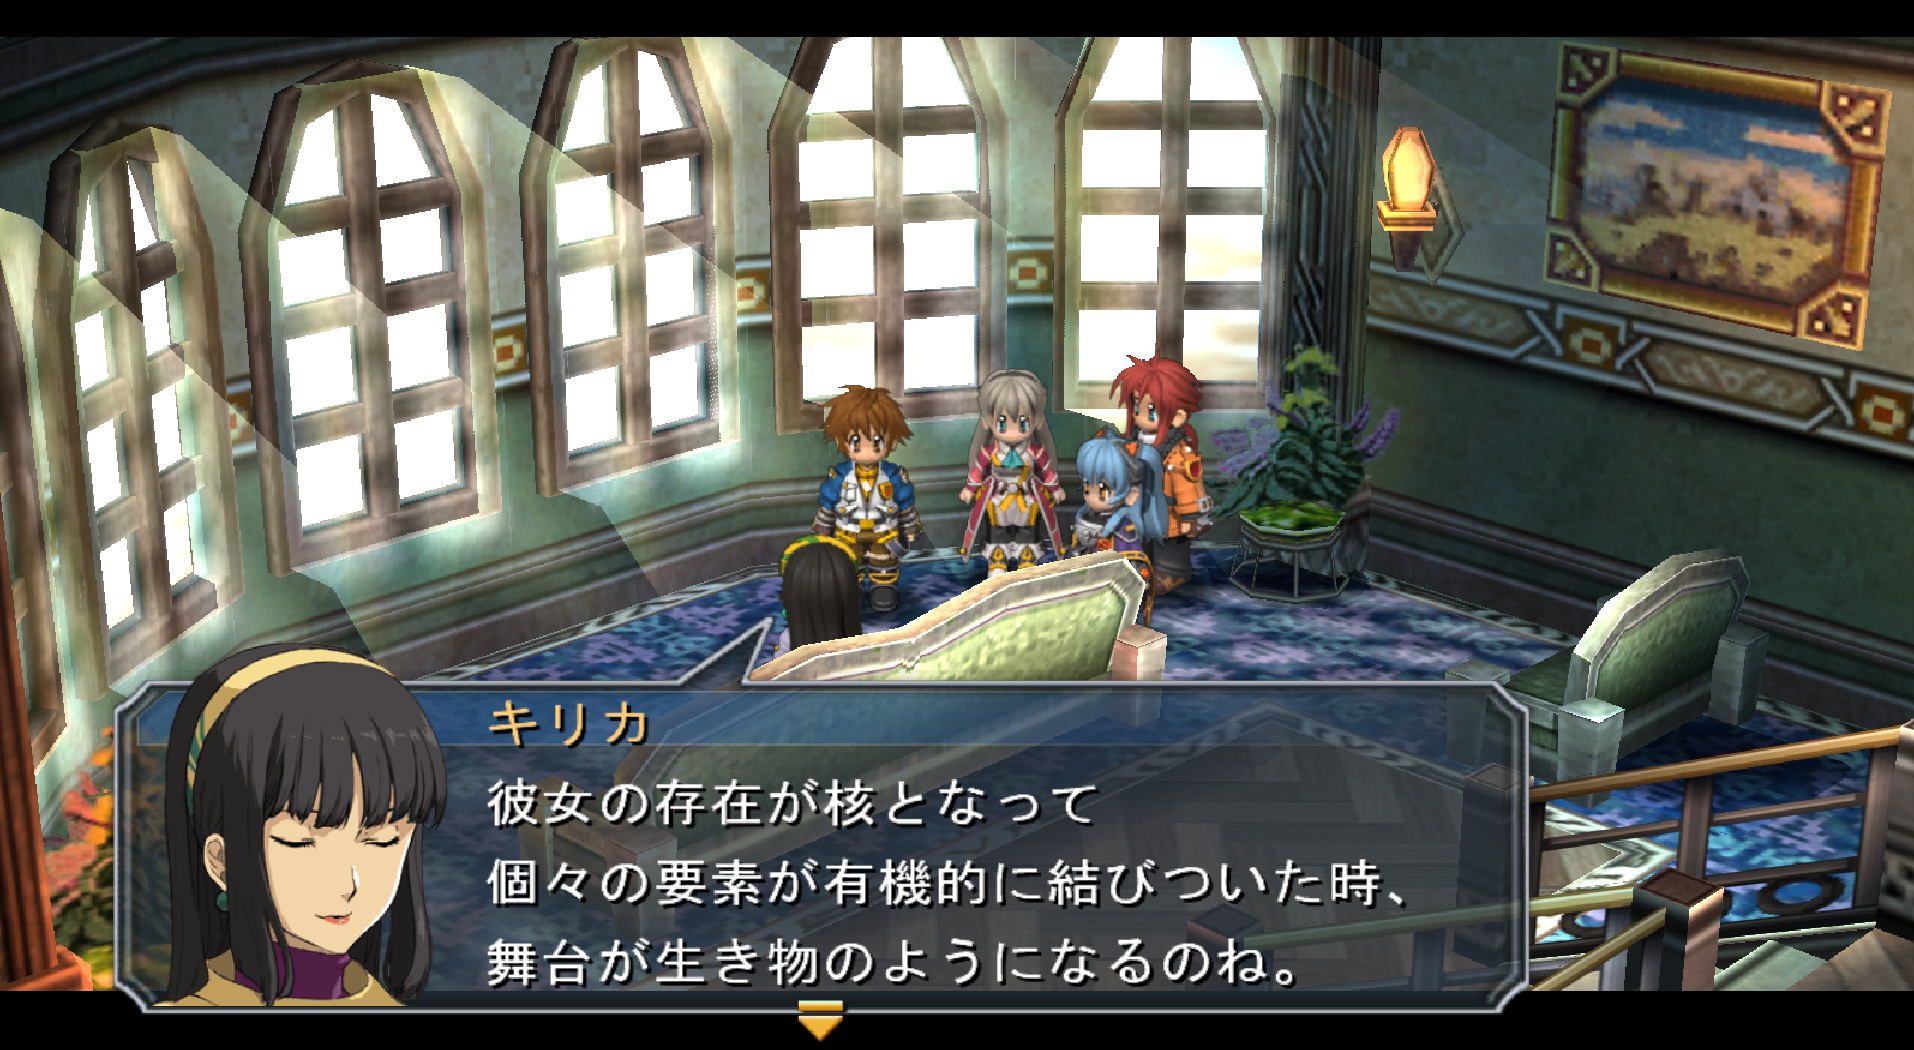 キリカ
彼女の存在が核となって
個々の要素が有機的に結びついた時、
舞台が生き物のようになるのね。